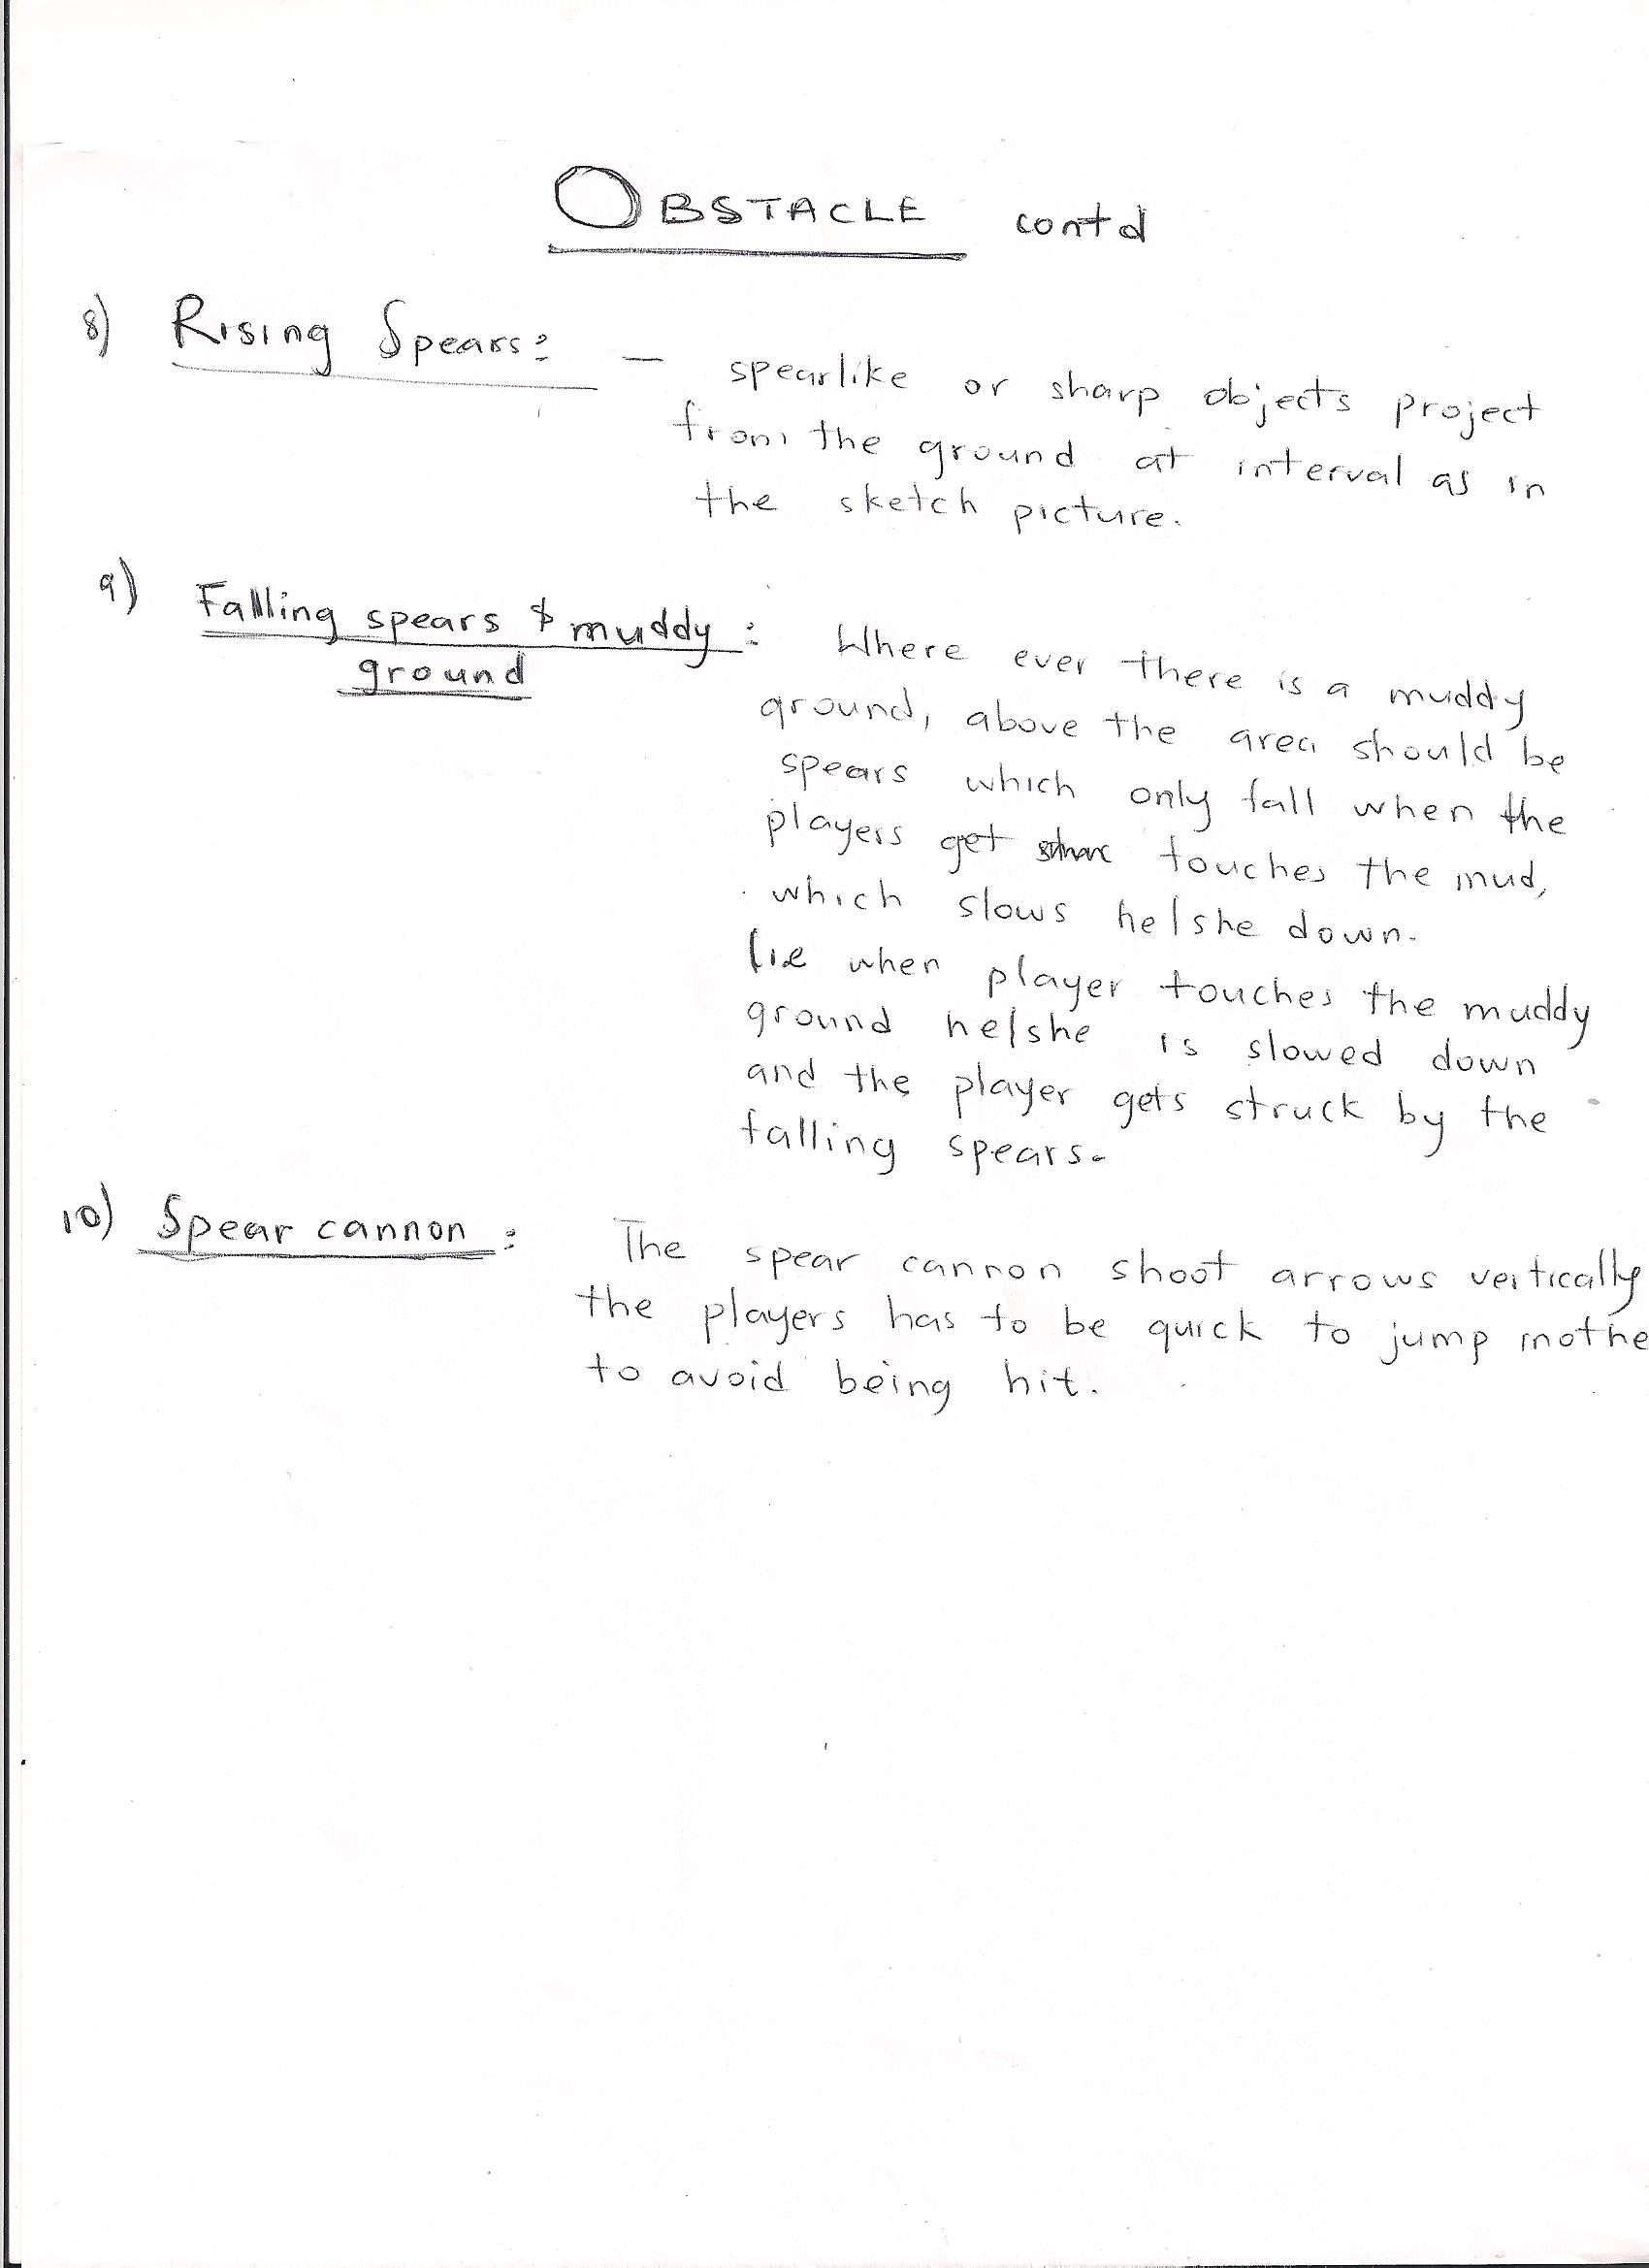 OBSTACLE contd
8) Rising Spears: — spearlike or sharp objects project
from the ground at interval as in
the sketch picture.
9) Falling spears & muddy : Where ever there is a muddy
ground
ground, above the area should be
spears which only fall when the
players get touches the mud,
which slows he/she down.
(ie when player touches the muddy
ground he/she is slowed down
and the player gets struck by the
falling spears.
10) Spear cannon : The spear cannon shoot arrows vertically
the players has to be quick to jump inothe
to avoid being hit.